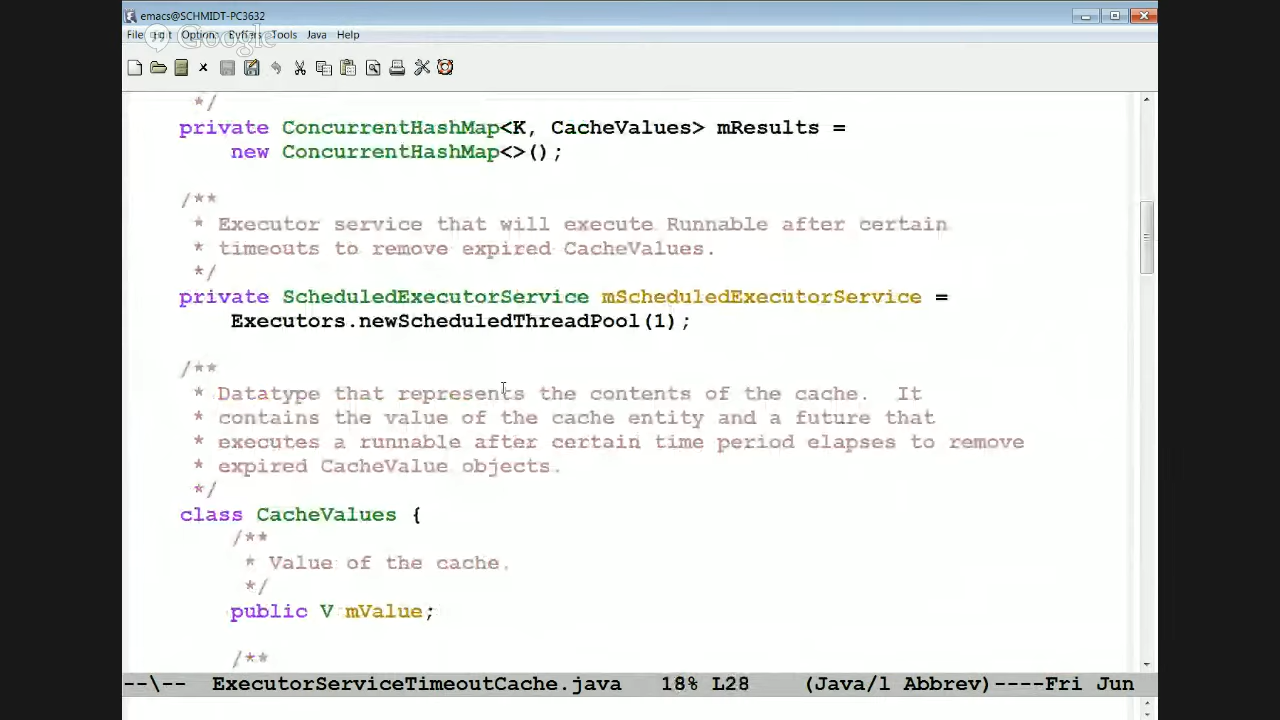 emacs@SCHMIDT-PC3632
File Edit Options Buffers Tools Java Help
Google
*/
private ConcurrentHashMap<K, CacheValues> mResults =
new ConcurrentHashMap<>();
/**
* Executor service that will execute Runnable after certain
* timeouts to remove expired CacheValues.
*/
private ScheduledExecutorService mScheduledExecutorService =
Executors.newScheduledThreadPool(1);
/**
* Datatype that represents the contents of the cache.  It
* contains the value of the cache entity and a future that
* executes a runnable after certain time period elapses to remove
* expired CacheValue objects.
*/
class CacheValues {
/**
* Value of the cache.
*/
public V mValue;
/**
--\-- ExecutorServiceTimeoutCache.java 18% L28 (Java/l Abbrev)----Fri Jun